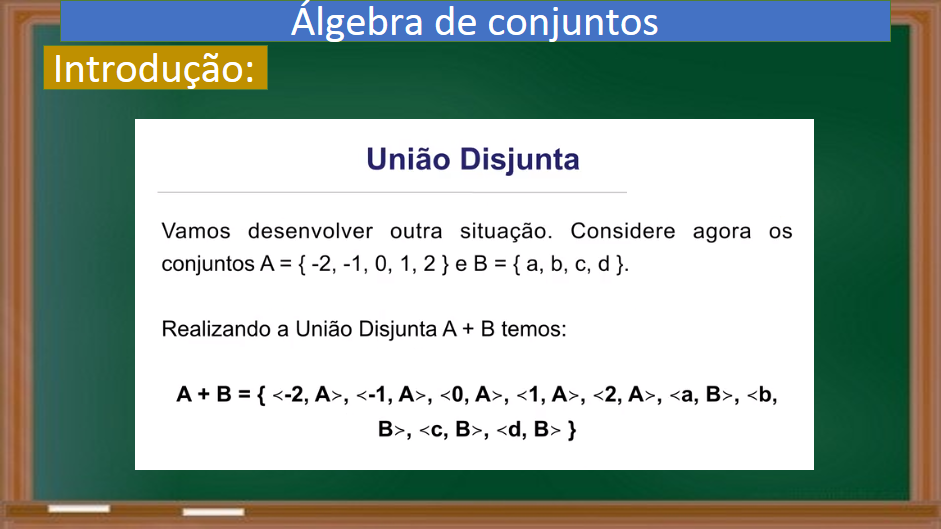 Álgebra de conjuntos
Introdução:
União Disjunta
Vamos desenvolver outra situação. Considere agora os
conjuntos A = { -2, -1, 0, 1, 2 } e B = { a, b, c, d }.
Realizando a União Disjunta A + B temos:
A + B = { <-2, A>, <-1, A>, <0, A>, <1, A>, <2, A>, <a, B>, <b,
B>, <c, B>, <d, B> }